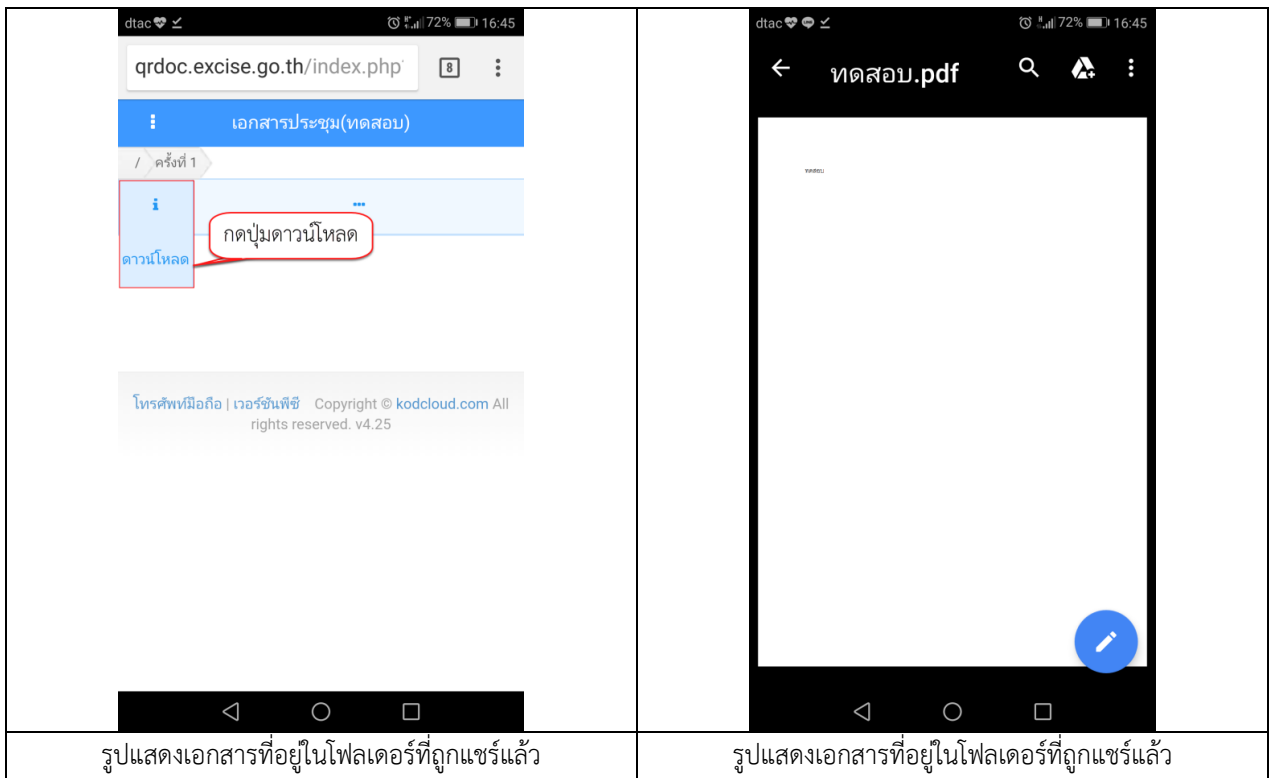 dtac 72% 16:45
qrdoc.excise.go.th/index.php 8
เอกสารประชุม(ทดสอบ)
/ ครั้งที่ 1
i
กดปุ่มดาวน์โหลด
ดาวน์โหลด
โทรศัพท์มือถือ | เวอร์ชันพีซี Copyright © kodcloud.com All
rights reserved. v4.25
รูปแสดงเอกสารที่อยู่ในโฟลเดอร์ที่ถูกแชร์แล้ว
dtac 72% 16:45
ทดสอบ.pdf
ทดสอบ
รูปแสดงเอกสารที่อยู่ในโฟลเดอร์ที่ถูกแชร์แล้ว